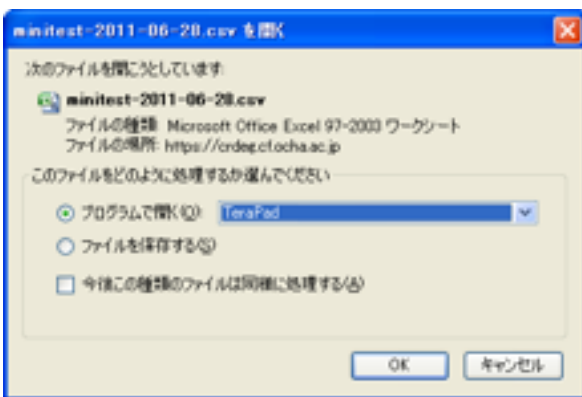 minitest-2011-06-28.csv を開く
次のファイルを開こうとしています:
minitest-2011-06-28.csv
ファイルの種類: Microsoft Office Excel 97-2003 ワークシート
ファイルの場所: https://crdeg.cf.ocha.ac.jp
このファイルをどのように処理するか選んでください
プログラムで開く(O): TeraPad
ファイルを保存する(S)
今後この種類のファイルは同様に処理する(A)
OK キャンセル